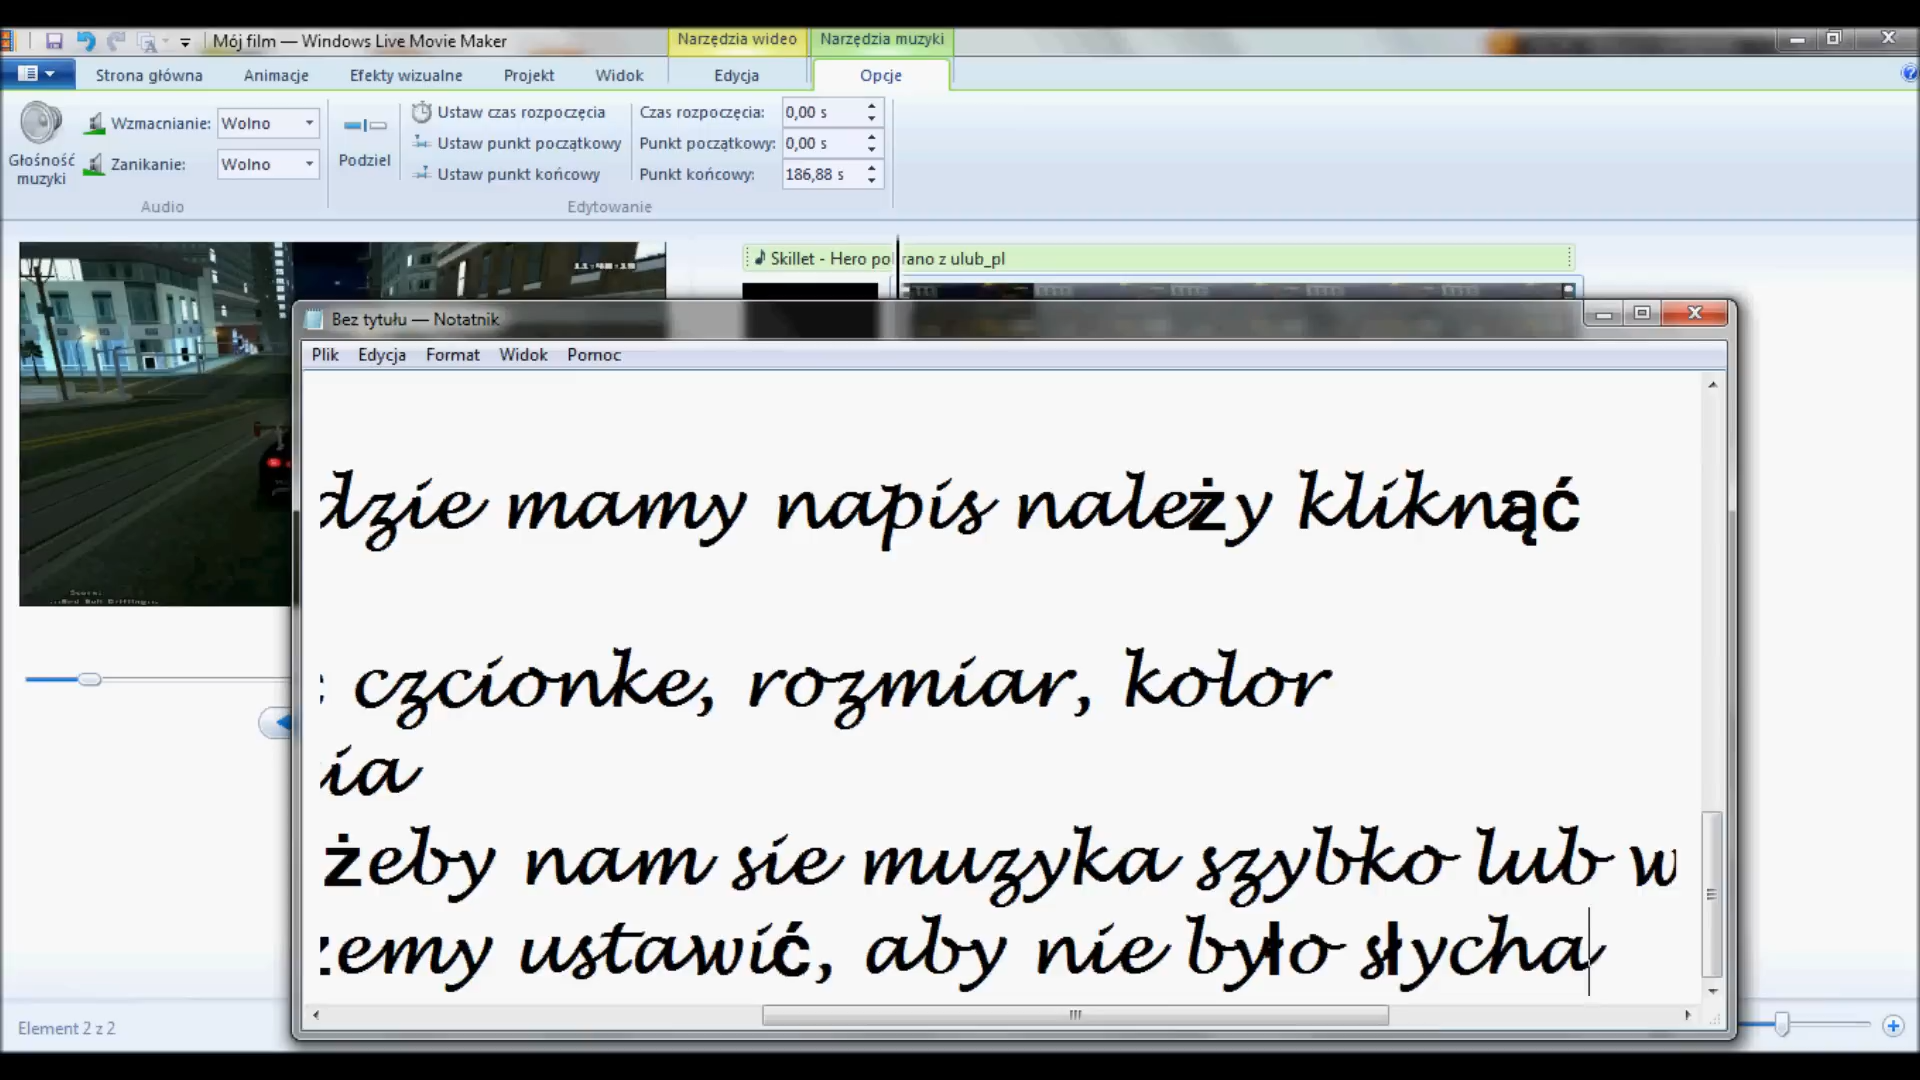 Mój film — Windows Live Movie Maker
Narzędzia wideo
Narzędzia muzyki
Strona główna
Animacje
Efekty wizualne
Projekt
Widok
Edycja
Opcje
Głośność muzyki
Wzmacnianie: Wolno
Zanikanie: Wolno
Audio
Podziel
Ustaw czas rozpoczęcia
Ustaw punkt początkowy
Ustaw punkt końcowy
Czas rozpoczęcia: 0,00 s
Punkt początkowy: 0,00 s
Punkt końcowy: 186,88 s
Edytowanie
Skillet - Hero pobrano z ulub_pl
Bez tytułu — Notatnik
Plik Edycja Format Widok Pomoc
dzie mamy napis należy kliknąć
czcionke, rozmiar, kolor
ia
żeby nam sie muzyka szybko lub w
zemy ustawić, aby nie było słycha
Element 2 z 2